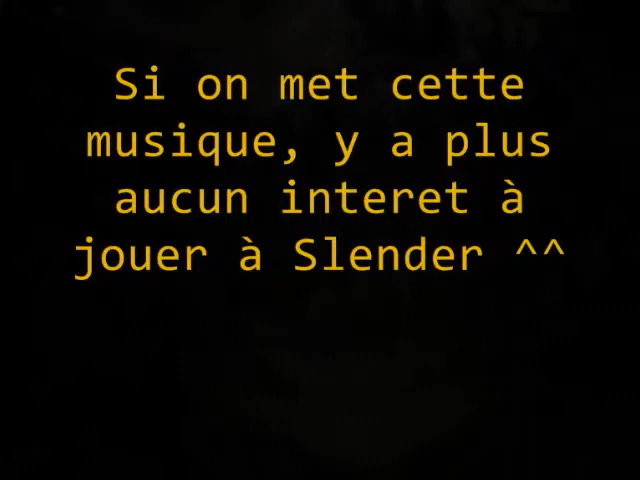 Si on met cette
musique, y a plus
aucun interet à
jouer à Slender ^^